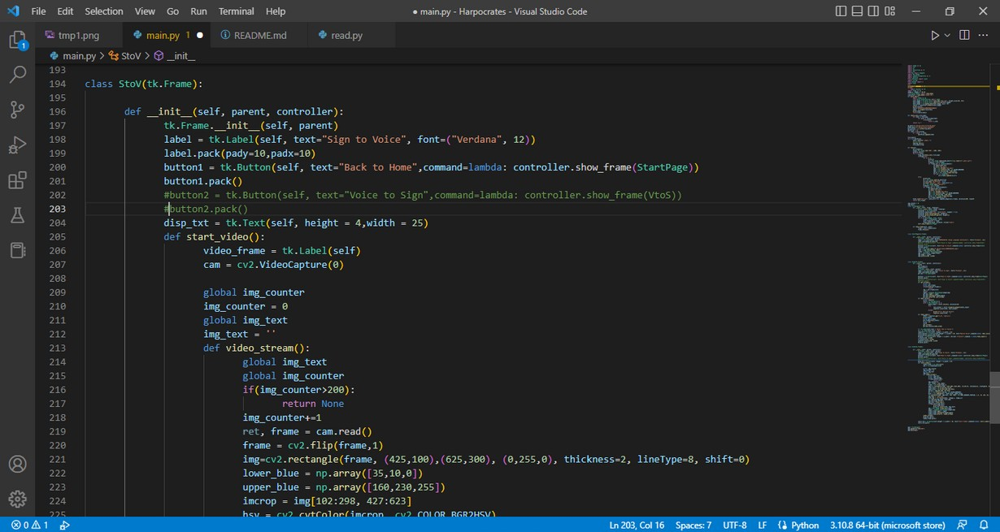 File Edit Selection View Go Run Terminal Help ● main.py - Harpocrates - Visual Studio Code
tmp1.png main.py 1 ● README.md read.py
main.py > StoV > __init__
1
193
194 class StoV(tk.Frame):
195
196 def __init__(self, parent, controller):
197 tk.Frame.__init__(self, parent)
198 label = tk.Label(self, text="Sign to Voice", font=("Verdana", 12))
199 label.pack(pady=10,padx=10)
200 button1 = tk.Button(self, text="Back to Home",command=lambda: controller.show_frame(StartPage))
201 button1.pack()
202 #button2 = tk.Button(self, text="Voice to Sign",command=lambda: controller.show_frame(VtoS))
203 #button2.pack()
204 disp_txt = tk.Text(self, height = 4,width = 25)
205 def start_video():
206 video_frame = tk.Label(self)
207 cam = cv2.VideoCapture(0)
208
209 global img_counter
210 img_counter = 0
211 global img_text
212 img_text = ''
213 def video_stream():
214 global img_text
215 global img_counter
216 if(img_counter>200):
217 return None
218 img_counter+=1
219 ret, frame = cam.read()
220 frame = cv2.flip(frame,1)
221 img=cv2.rectangle(frame, (425,100),(625,300), (0,255,0), thickness=2, lineType=8, shift=0)
222 lower_blue = np.array([35,10,0])
223 upper_blue = np.array([160,230,255])
224 imcrop = img[102:298, 427:623]
225 hsv = cv2.cvtColor(imcrop, cv2.COLOR_BGR2HSV)
0 1 Ln 203, Col 16 Spaces: 7 UTF-8 LF Python 3.10.8 64-bit (microsoft store)